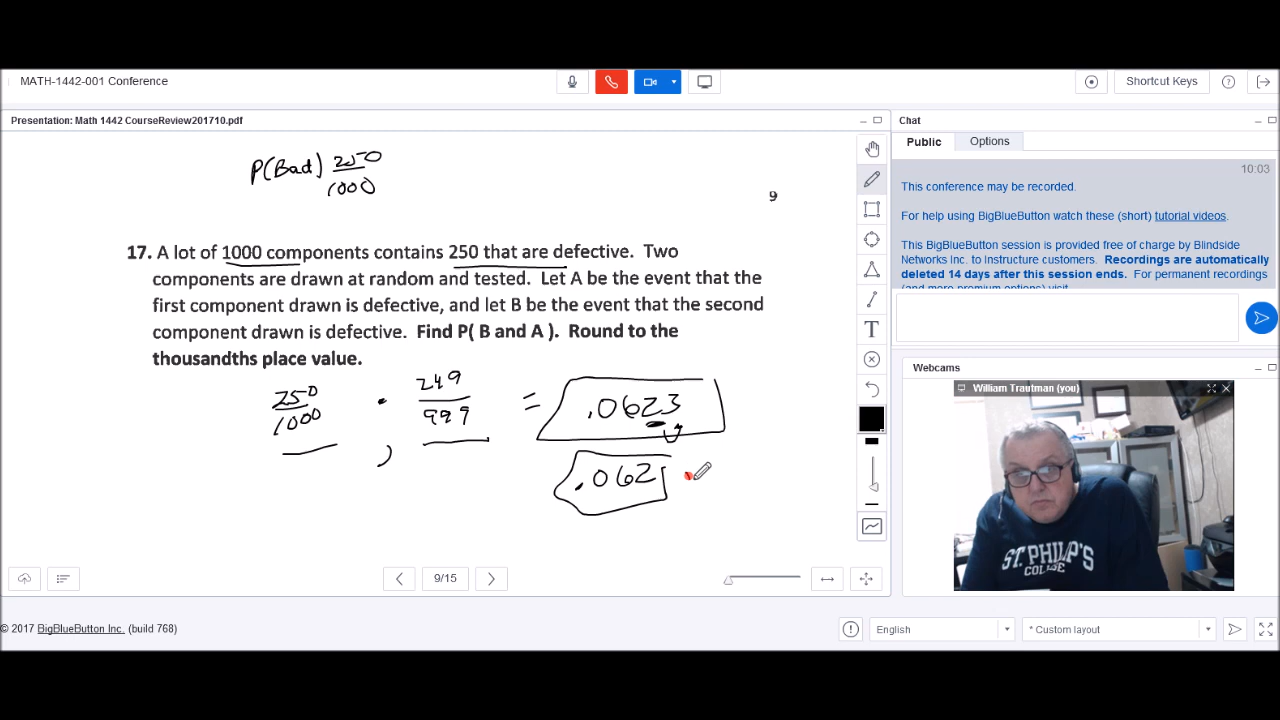 MATH-1442-001 Conference
Shortcut Keys
Presentation: Math 1442 CourseReview201710.pdf
P(Bad) 250
1000
9
17. A lot of 1000 components contains 250 that are defective. Two
components are drawn at random and tested. Let A be the event that the
first component drawn is defective, and let B be the event that the second
component drawn is defective. Find P( B and A ). Round to the
thousandths place value.
250
1000
·
249
999
= .0623
,
.062
9/15
Chat
Public Options
10:03
This conference may be recorded.
For help using BigBlueButton watch these (short) tutorial videos.
This BigBlueButton session is provided free of charge by Blindside
Networks Inc. to Instructure customers. Recordings are automatically
deleted 14 days after this session ends. For permanent recordings
(and more premium options) visit
Webcams
William Trautman (you)
ST. PHILIP'S
COLLEGE
© 2017 BigBlueButton Inc. (build 768)
English
* Custom layout